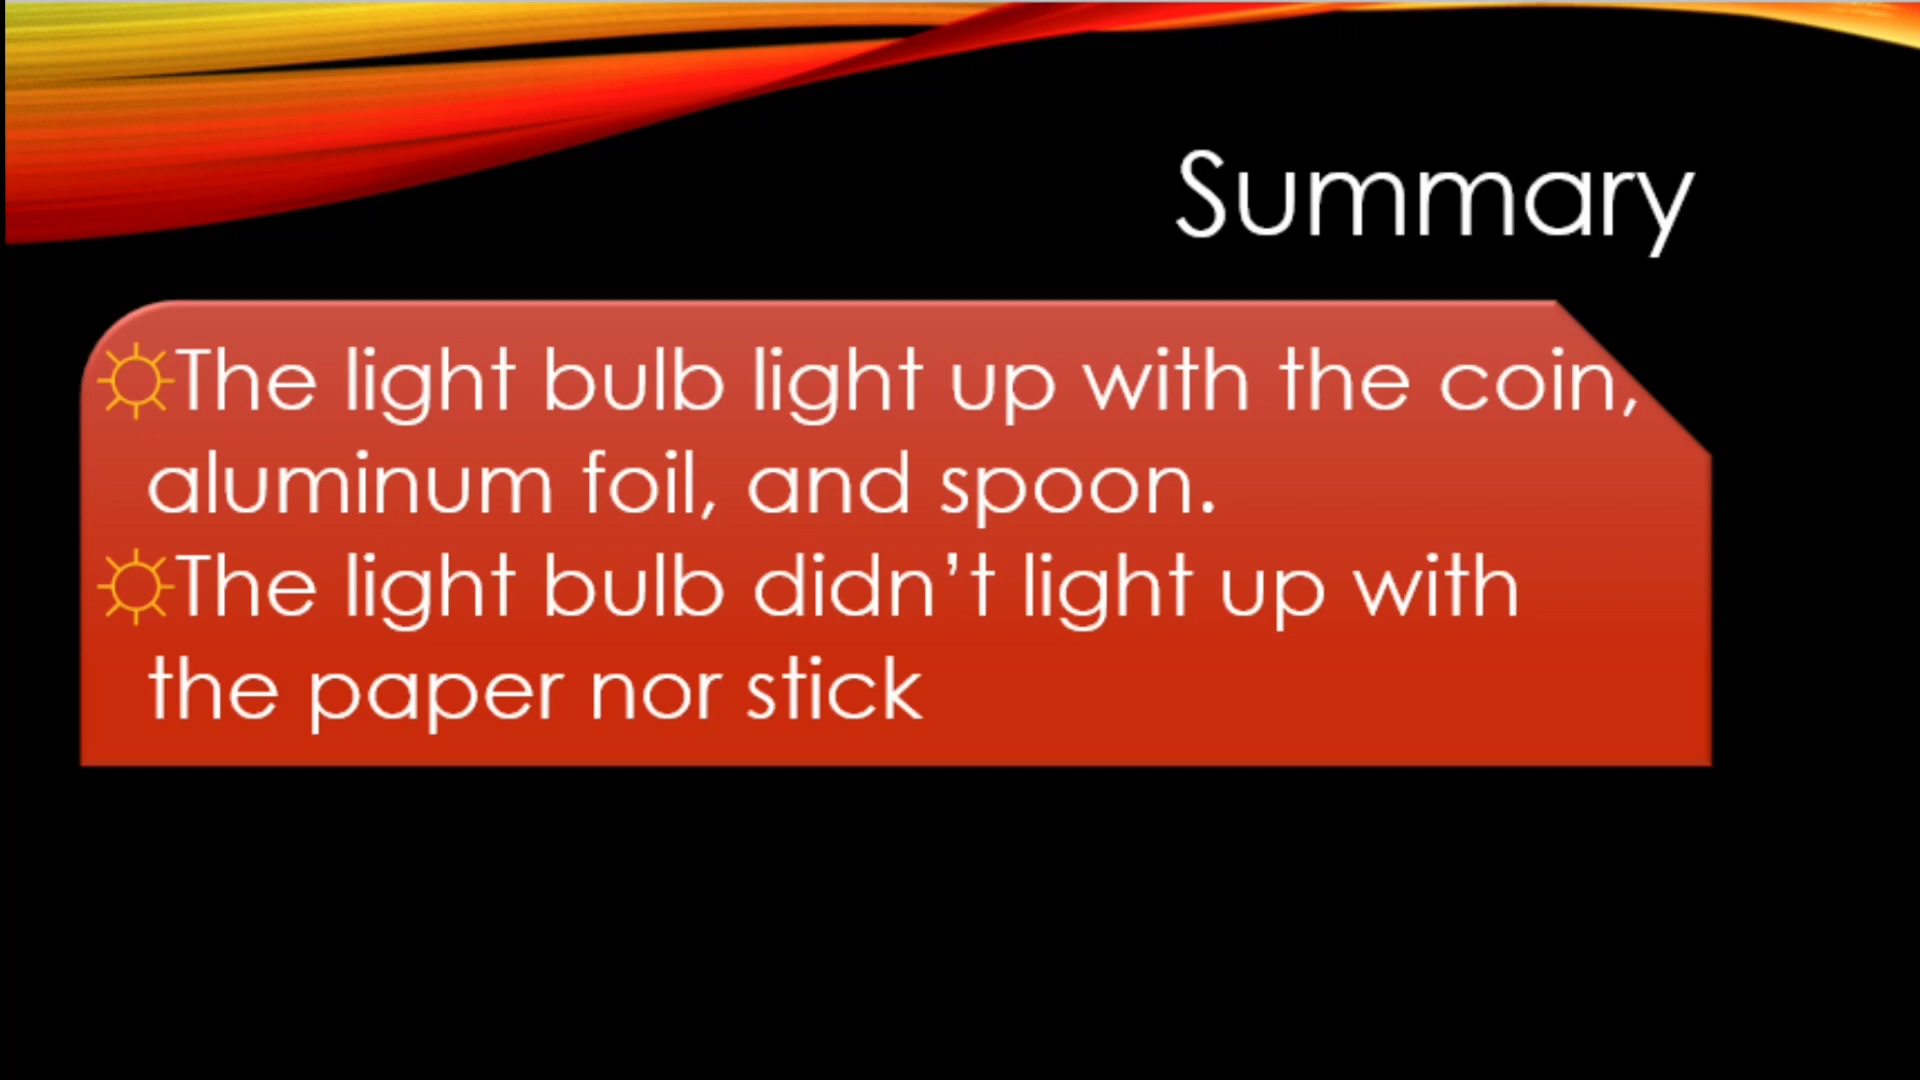 Summary
☼The light bulb light up with the coin,
aluminum foil, and spoon.
☼The light bulb didn’t light up with
the paper nor stick